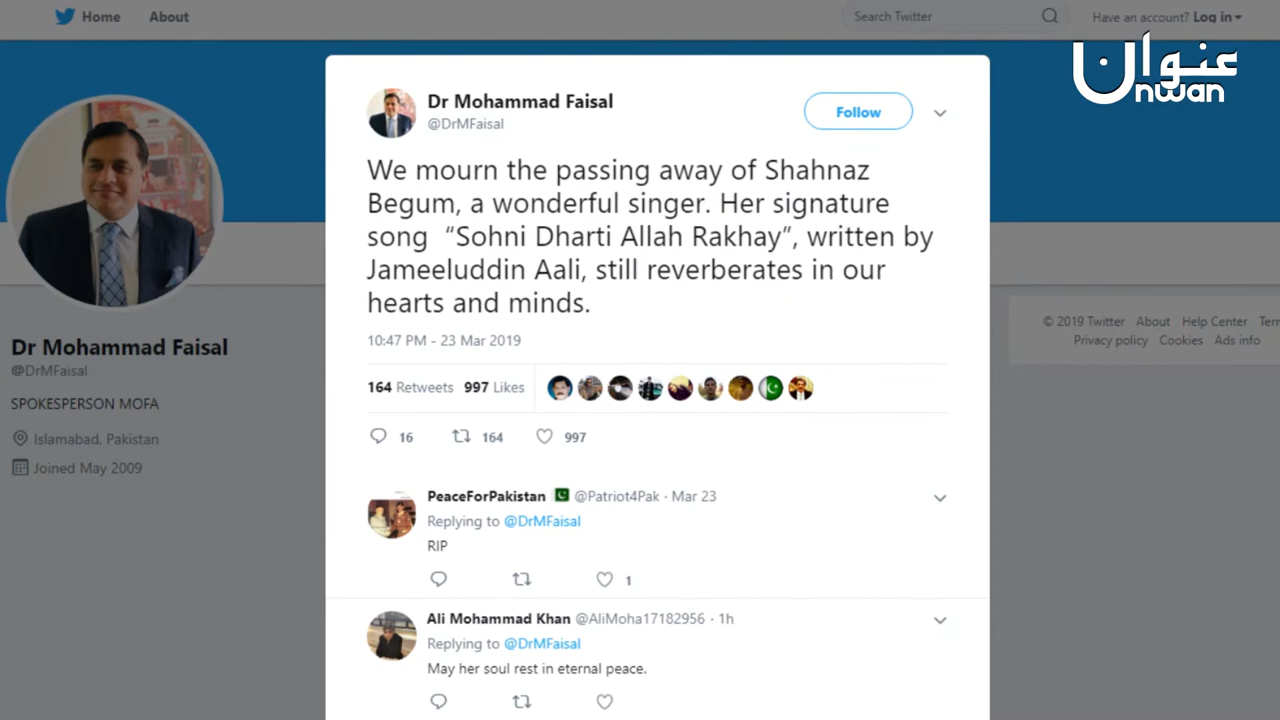 Home
About
Search Twitter
Have an account? Log in
عنوان
Unwan
Dr Mohammad Faisal
@DrMFaisal
SPOKESPERSON MOFA
Islamabad, Pakistan
Joined May 2009
Dr Mohammad Faisal
@DrMFaisal
Follow
We mourn the passing away of Shahnaz
Begum, a wonderful singer. Her signature
song “Sohni Dharti Allah Rakhay”, written by
Jameeluddin Aali, still reverberates in our
hearts and minds.
10:47 PM - 23 Mar 2019
164 Retweets 997 Likes
16 164 997
PeaceForPakistan @Patriot4Pak · Mar 23
Replying to @DrMFaisal
RIP
1
Ali Mohammad Khan @AliMoha17182956 · 1h
Replying to @DrMFaisal
May her soul rest in eternal peace.
© 2019 Twitter About Help Center Ter
Privacy policy Cookies Ads info